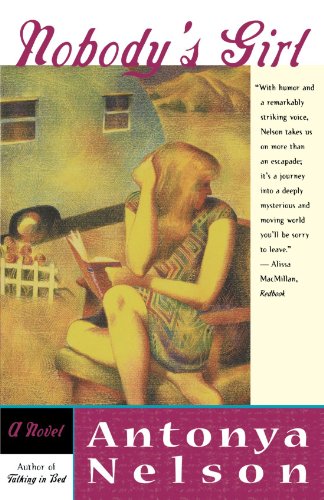 Nobody's Girl
"With humor and
a remarkably
striking voice,
Nelson takes us
on more than
an escapade;
it's a journey
into a deeply
mysterious and
moving world
you'll be sorry
to leave."
— Alissa
MacMillan,
Redbook
A Novel
Author of
Talking in Bed
Antonya
Nelson